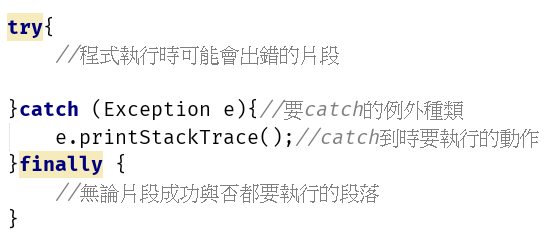 try{
//程式執行時可能會出錯的片段
}catch (Exception e){//要catch的例外種類
e.printStackTrace();//catch到時要執行的動作
}finally {
//無論片段成功與否都要執行的段落
}